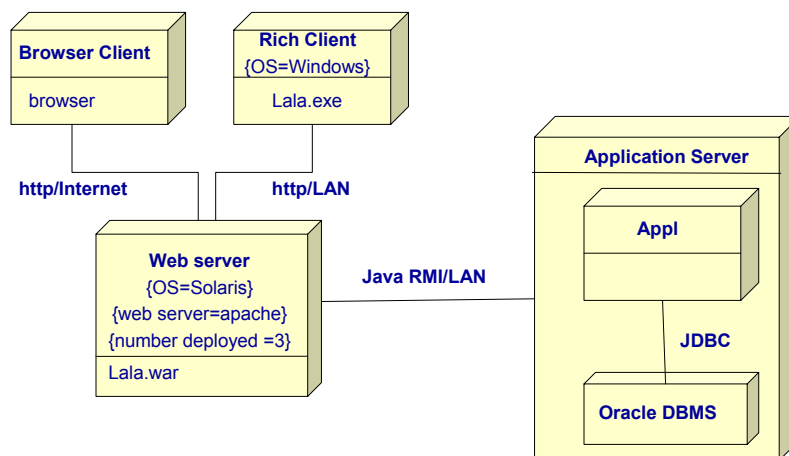 Browser Client
browser
Rich Client
{OS=Windows}
Lala.exe
http/Internet
http/LAN
Web server
{OS=Solaris}
{web server=apache}
{number deployed =3}
Lala.war
Java RMI/LAN
Application Server
Appl
JDBC
Oracle DBMS